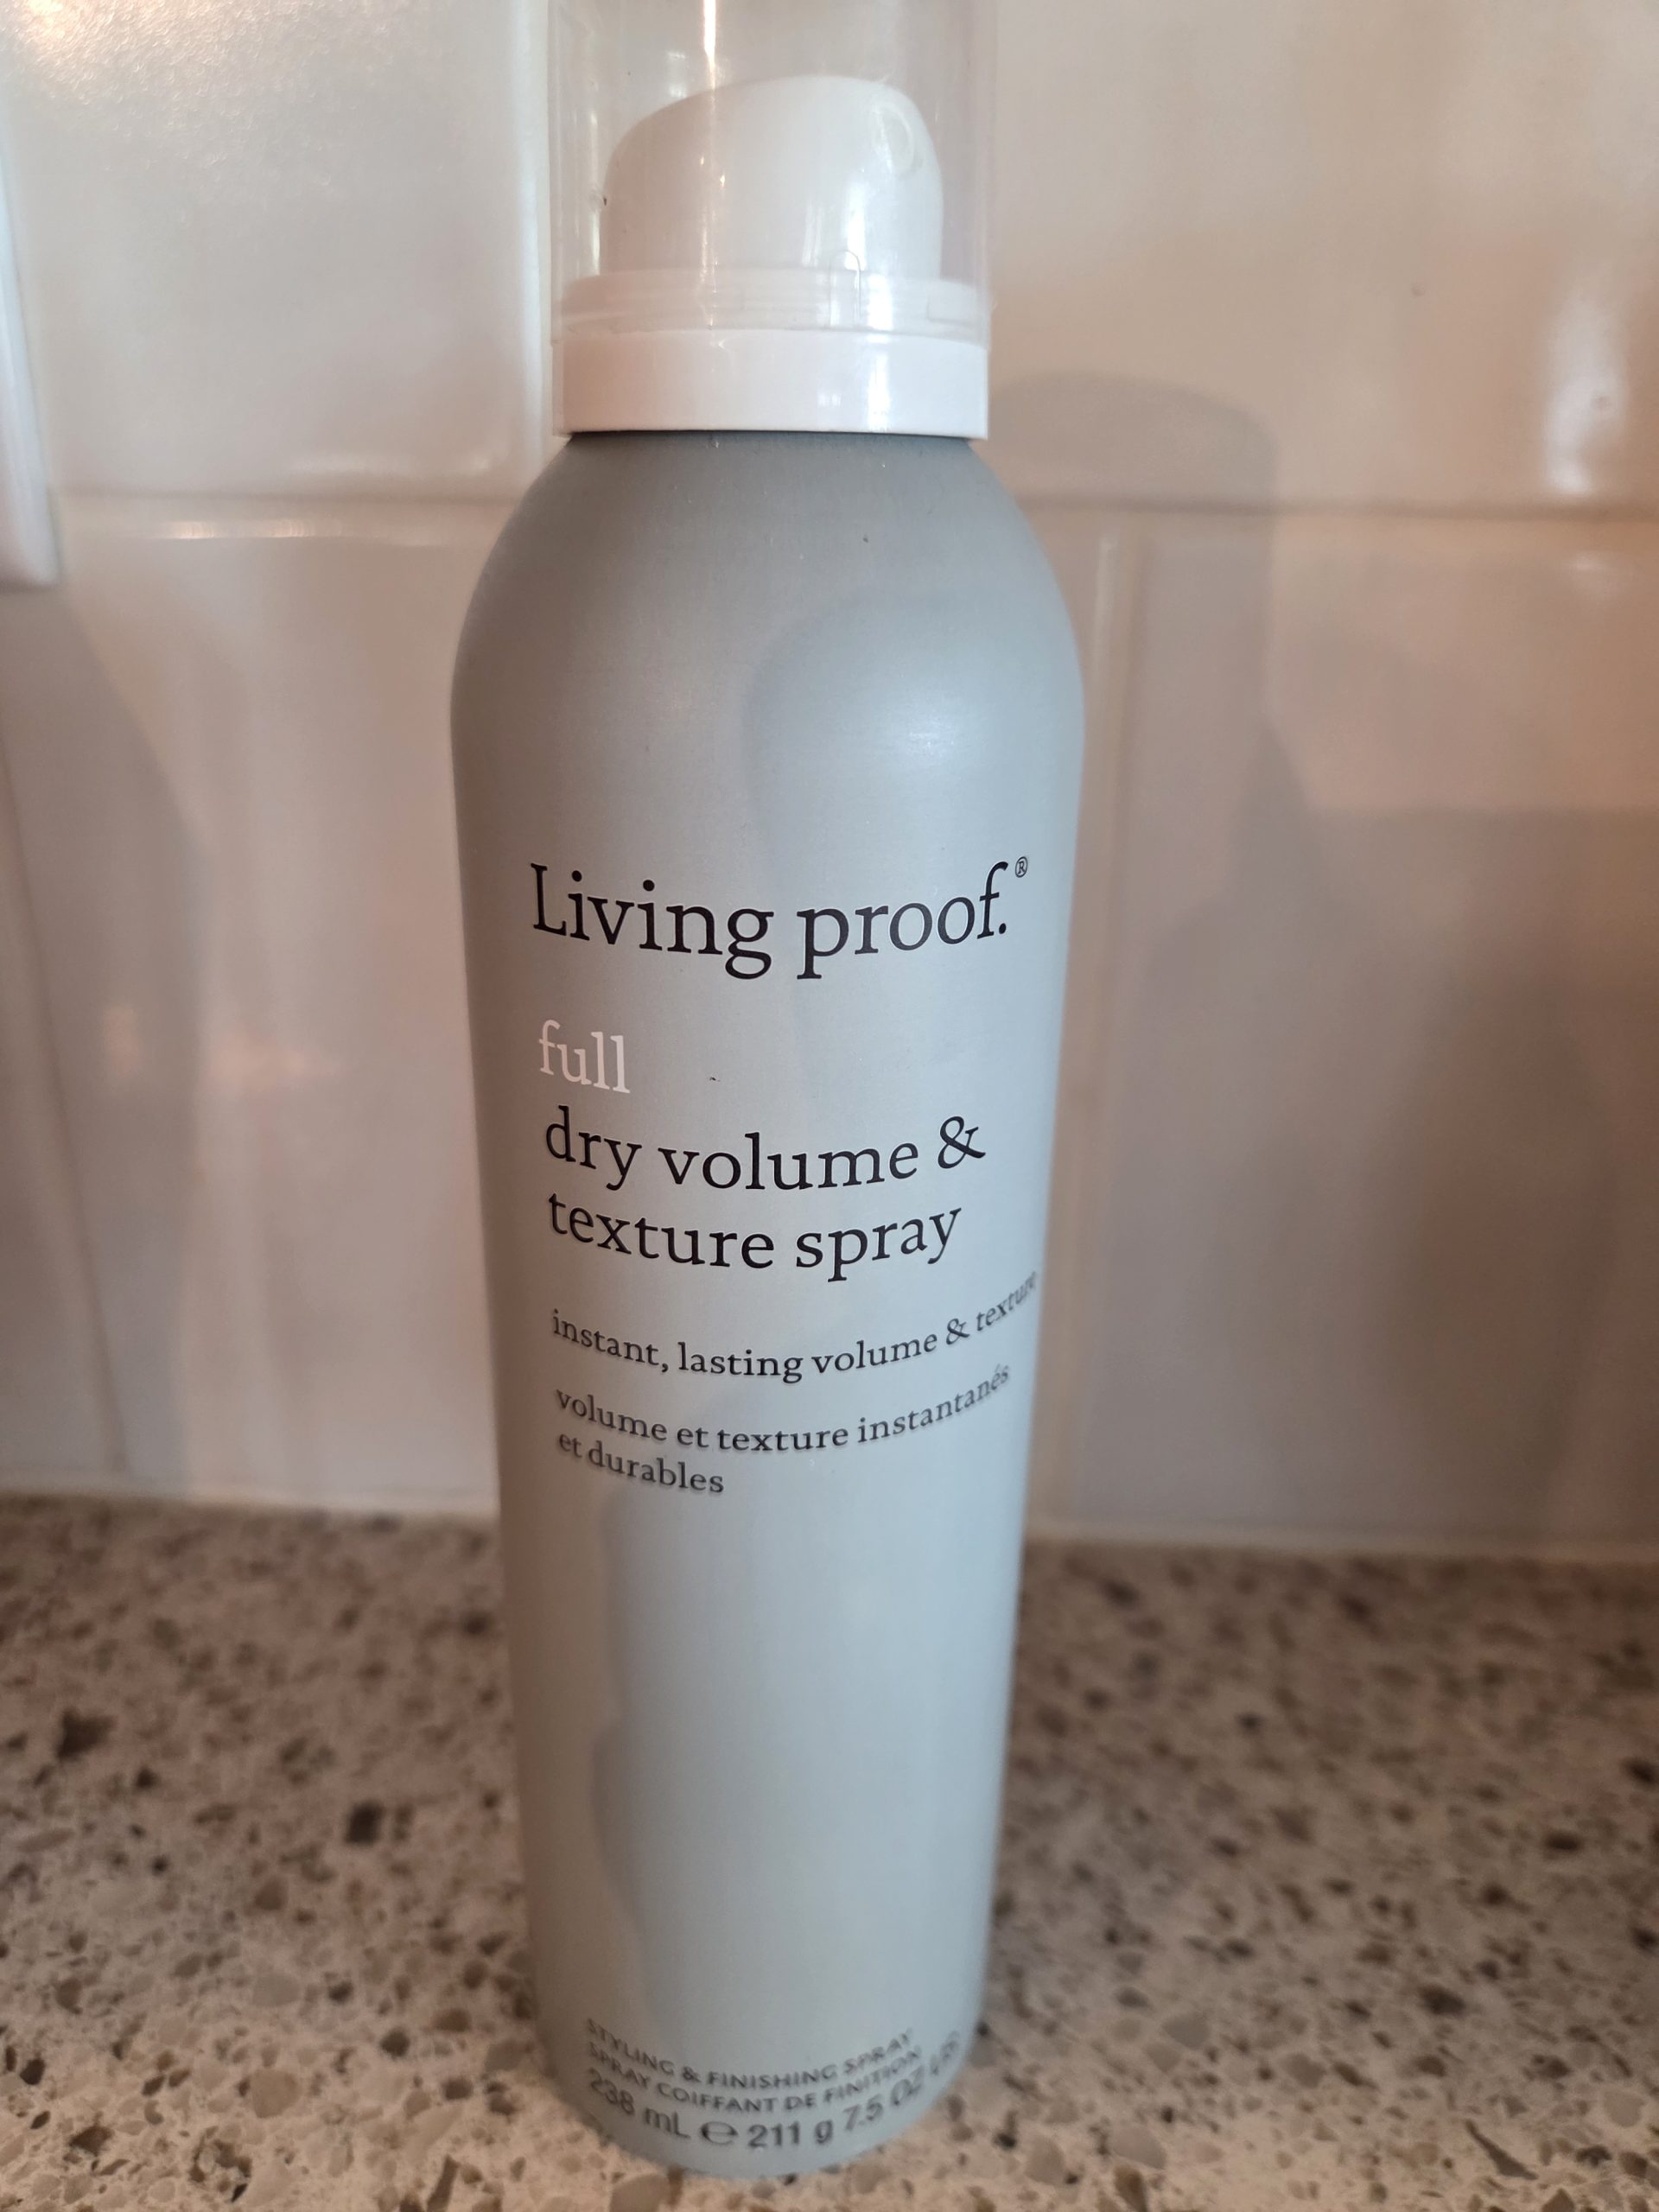 Living proof.®
full
dry volume &
texture spray
instant, lasting volume & texture
volume et texture instantanés
et durables
STYLING & FINISHING SPRAY
SPRAY COIFFANT DE FINITION
238 mL ℮ 211 g 7.5 OZ